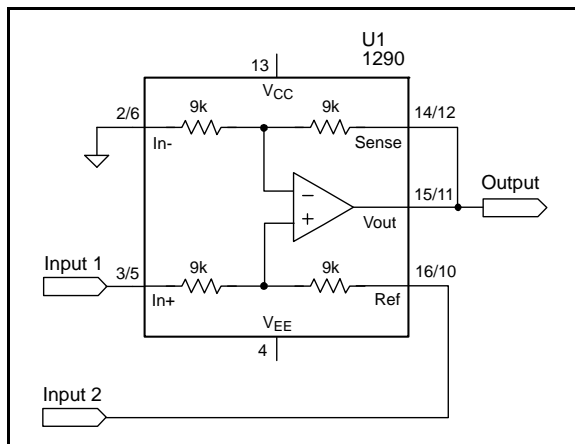 U1
1290
13
VCC
2/6
9k
9k
14/12
In-
Sense
−
+
15/11
Output
Vout
Input 1
3/5
9k
9k
16/10
In+
Ref
VEE
4
Input 2